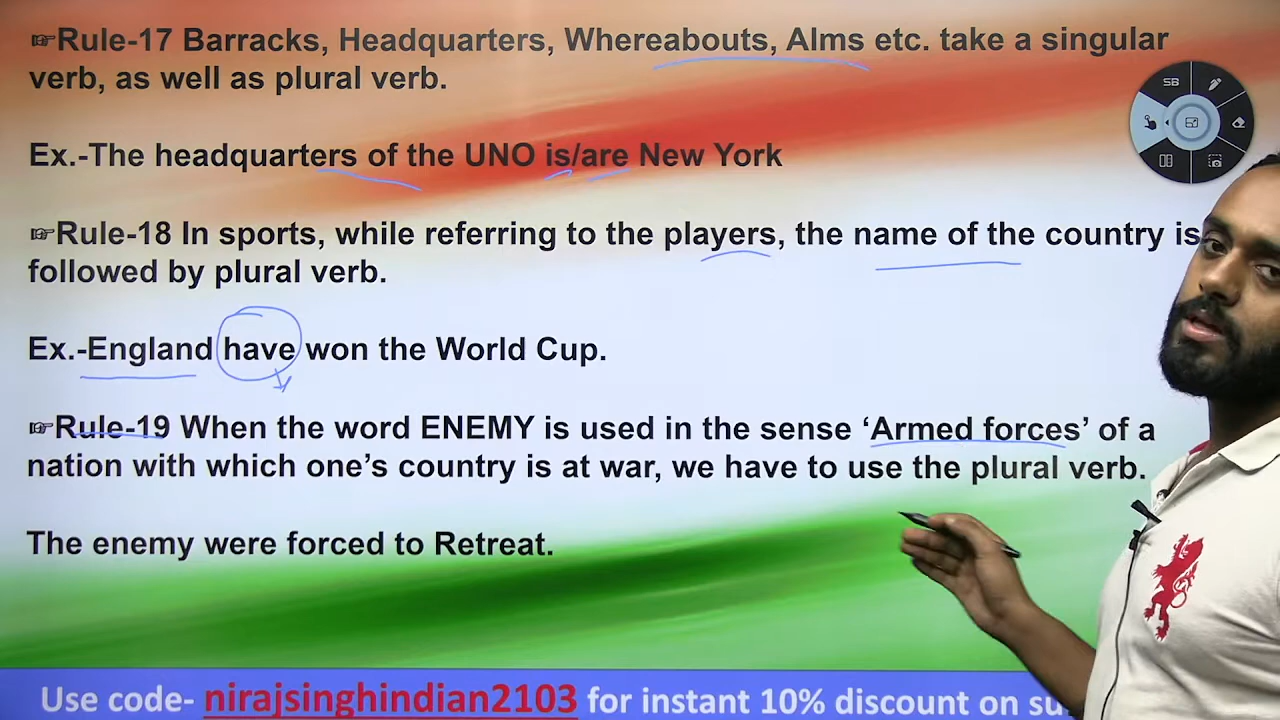 ☞Rule-17 Barracks, Headquarters, Whereabouts, Alms etc. take a singular
verb, as well as plural verb.
Ex.-The headquarters of the UNO is/are New York
☞Rule-18 In sports, while referring to the players, the name of the country is
followed by plural verb.
Ex.-England have won the World Cup.
☞Rule-19 When the word ENEMY is used in the sense ‘Armed forces’ of a
nation with which one’s country is at war, we have to use the plural verb.
The enemy were forced to Retreat.
Use code- nirajsinghindian2103 for instant 10% discount on
SB